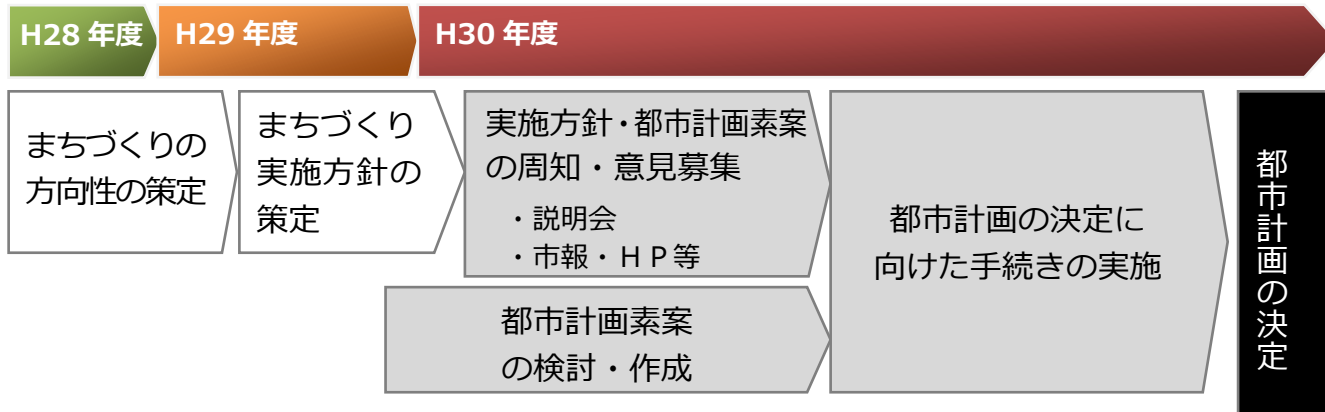 H28 年度
H29 年度
H30 年度
まちづくりの
方向性の策定
まちづくり
実施方針の
策定
実施方針・都市計画素案
の周知・意見募集
・説明会
・市報・ＨＰ等
都市計画素案
の検討・作成
都市計画の決定に
向けた手続きの実施
都市計画の決定